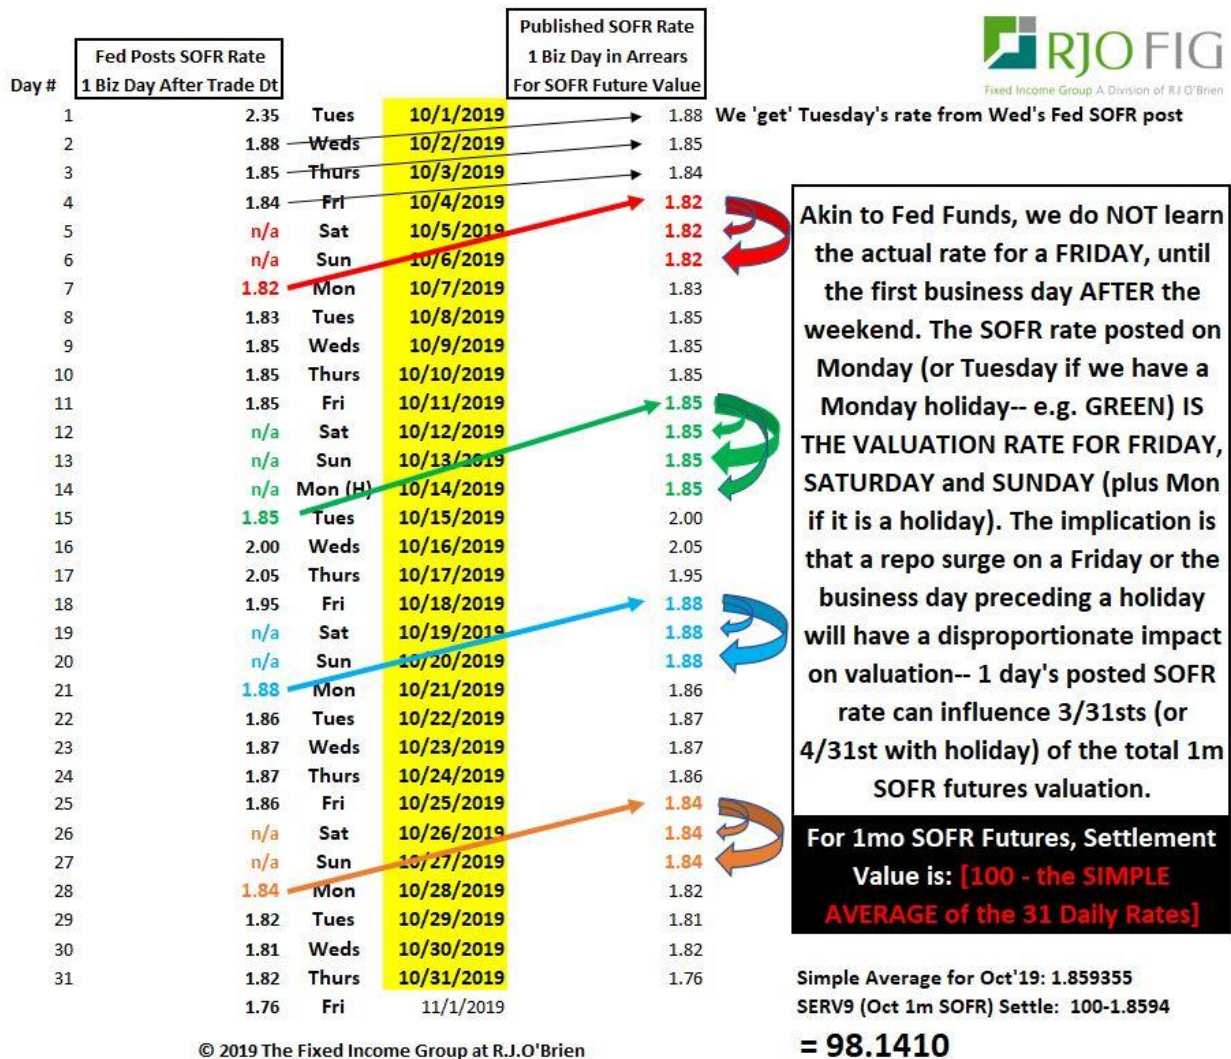 RJO FIG
Fixed Income Group A Division of R.J O'Brien
Day #
Fed Posts SOFR Rate
1 Biz Day After Trade Dt
Published SOFR Rate
1 Biz Day in Arrears
For SOFR Future Value
1 2.35 Tues 10/1/2019 1.88 We 'get' Tuesday's rate from Wed's Fed SOFR post
2 1.88 Weds 10/2/2019 1.85
3 1.85 Thurs 10/3/2019 1.84
4 1.84 Fri 10/4/2019 1.82
5 n/a Sat 10/5/2019 1.82
6 n/a Sun 10/6/2019 1.82
7 1.82 Mon 10/7/2019 1.83
8 1.83 Tues 10/8/2019 1.85
9 1.85 Weds 10/9/2019 1.85
10 1.85 Thurs 10/10/2019 1.85
11 1.85 Fri 10/11/2019 1.85
12 n/a Sat 10/12/2019 1.85
13 n/a Sun 10/13/2019 1.85
14 n/a Mon (H) 10/14/2019 1.85
15 1.85 Tues 10/15/2019 2.00
16 2.00 Weds 10/16/2019 2.05
17 2.05 Thurs 10/17/2019 1.95
18 1.95 Fri 10/18/2019 1.88
19 n/a Sat 10/19/2019 1.88
20 n/a Sun 10/20/2019 1.88
21 1.88 Mon 10/21/2019 1.86
22 1.86 Tues 10/22/2019 1.87
23 1.87 Weds 10/23/2019 1.87
24 1.87 Thurs 10/24/2019 1.86
25 1.86 Fri 10/25/2019 1.84
26 n/a Sat 10/26/2019 1.84
27 n/a Sun 10/27/2019 1.84
28 1.84 Mon 10/28/2019 1.82
29 1.82 Tues 10/29/2019 1.81
30 1.81 Weds 10/30/2019 1.82
31 1.82 Thurs 10/31/2019 1.76
1.76 Fri 11/1/2019
Akin to Fed Funds, we do NOT learn
the actual rate for a FRIDAY, until
the first business day AFTER the
weekend. The SOFR rate posted on
Monday (or Tuesday if we have a
Monday holiday-- e.g. GREEN) IS
THE VALUATION RATE FOR FRIDAY,
SATURDAY and SUNDAY (plus Mon
if it is a holiday). The implication is
that a repo surge on a Friday or the
business day preceding a holiday
will have a disproportionate impact
on valuation-- 1 day's posted SOFR
rate can influence 3/31sts (or
4/31st with holiday) of the total 1m
SOFR futures valuation.
For 1mo SOFR Futures, Settlement
Value is: [100 - the SIMPLE
AVERAGE of the 31 Daily Rates]
Simple Average for Oct'19: 1.859355
SERV9 (Oct 1m SOFR) Settle: 100-1.8594
= 98.1410
© 2019 The Fixed Income Group at R.J.O'Brien